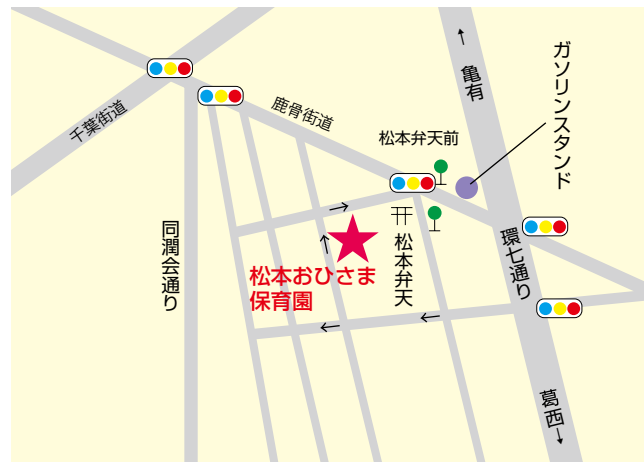 千葉街道
鹿骨街道
松本弁天前
↑亀有
ガソリンスタンド
同潤会通り
松本おひさま
保育園
松本弁天
環七通り
葛西→